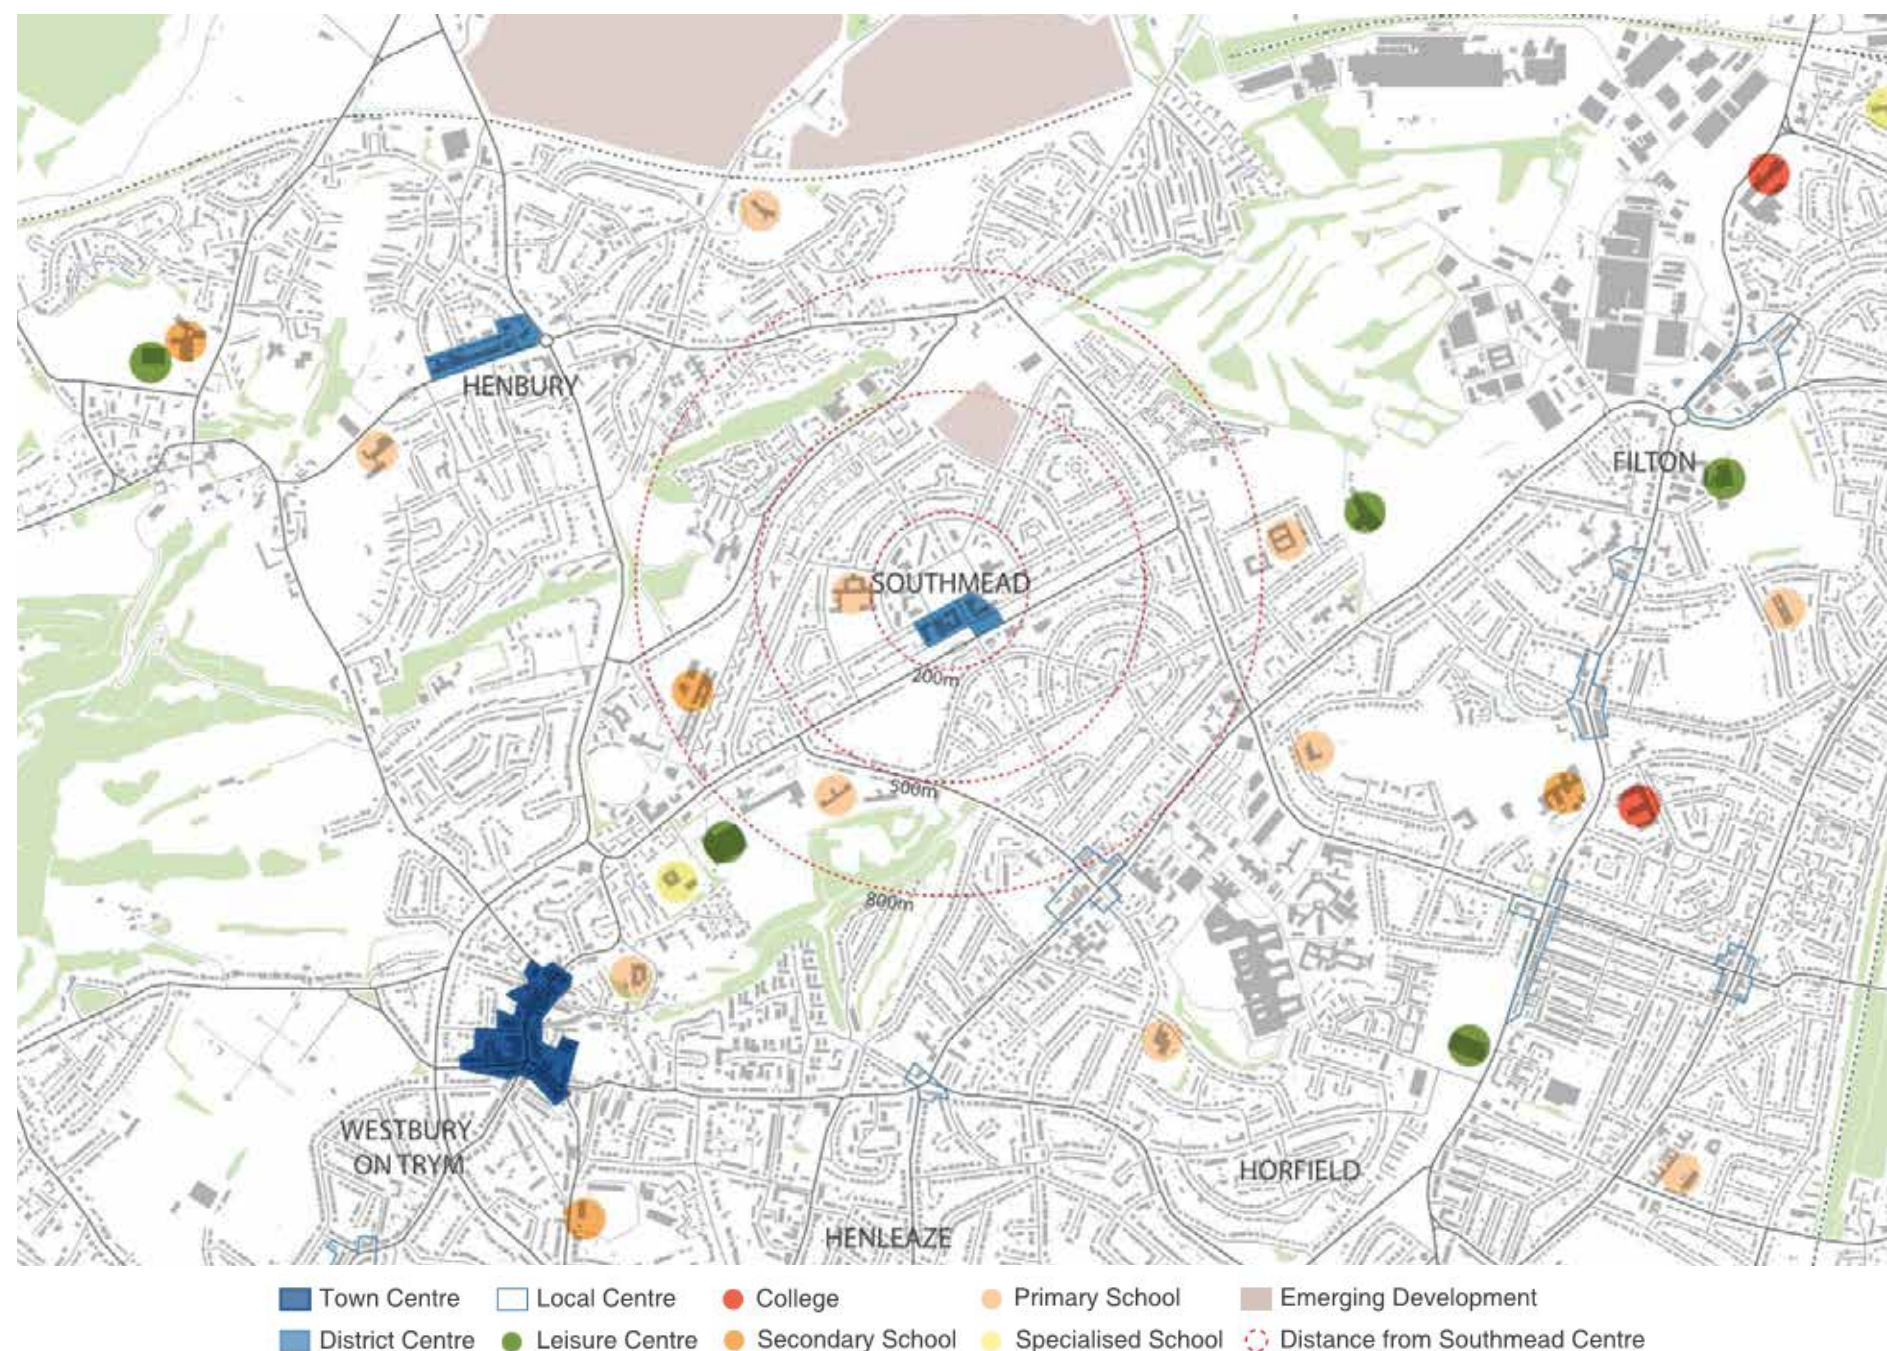 HENBURY
FILTON
SOUTHMEAD
200m
500m
800m
WESTBURY
ON TRYM
HORFIELD
HENLEAZE
Town Centre
Local Centre
College
Primary School
Emerging Development
District Centre
Leisure Centre
Secondary School
Specialised School
Distance from Southmead Centre